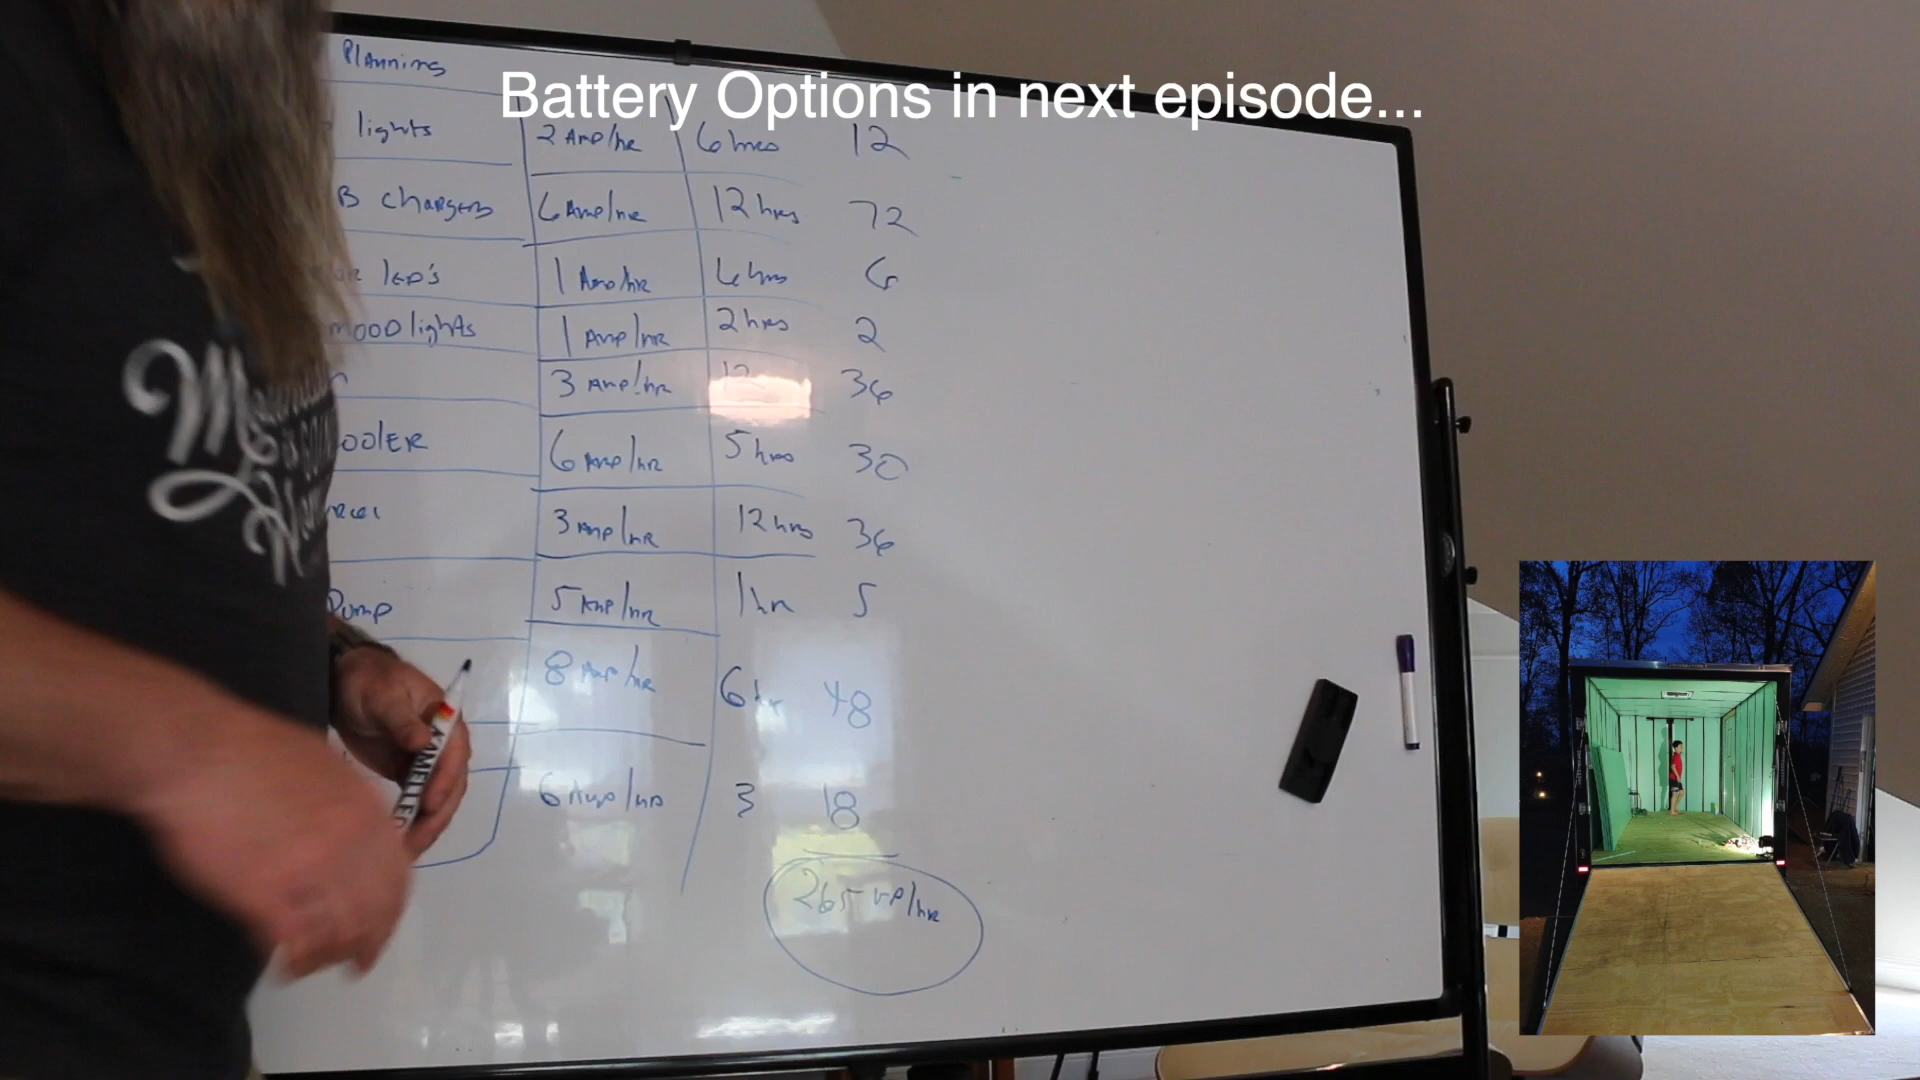 Battery Options in next episode...
Planning
lights 2 Amp/hr 6 hrs 12
B chargers 6 Amp/hr 12 hrs 72
LED's 1 Amp/hr 6 hrs 6
mood lights 1 Amp/hr 2 hrs 2
3 Amp/hr 12 36
ooler 6 Amp/hr 5 hrs 30
3 Amp/hr 12 hrs 36
Pump 5 Amp/hr 1 hr 5
8 Amp/hr 6 hr 48
6 Amp/hr 3 18
265